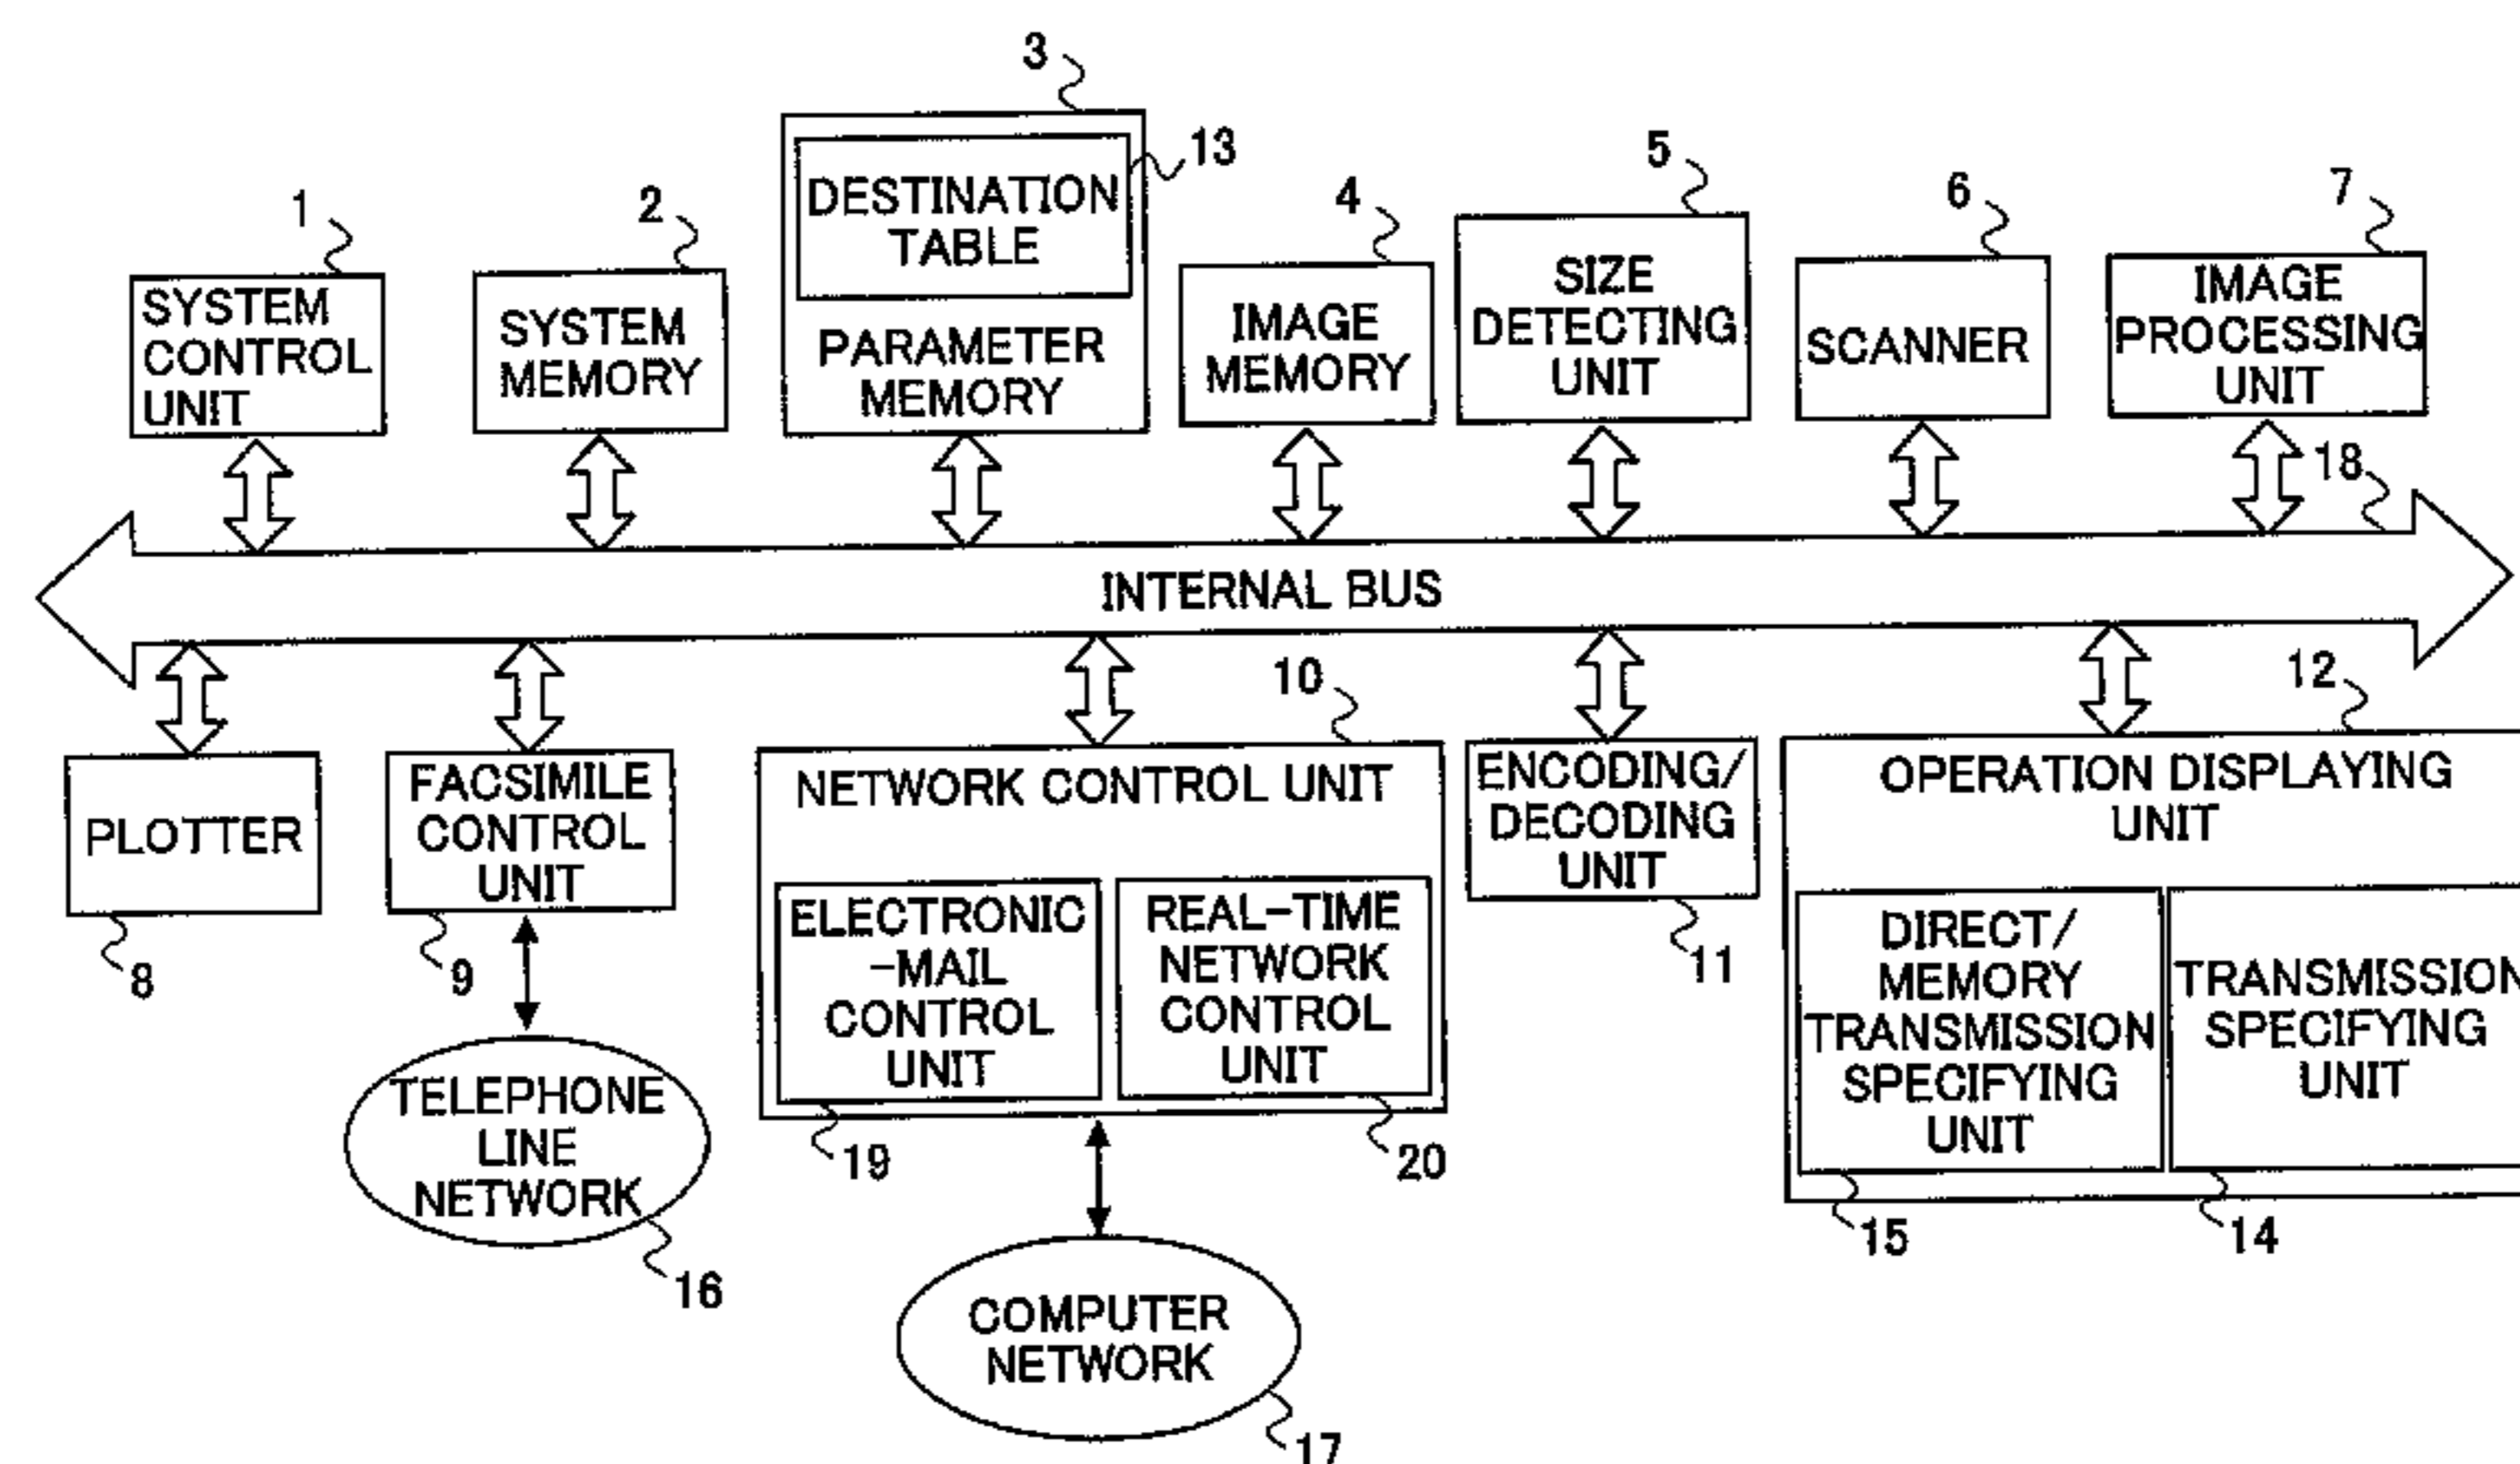 3
13
DESTINATION
TABLE
PARAMETER
MEMORY
1
SYSTEM
CONTROL
UNIT
2
SYSTEM
MEMORY
4
IMAGE
MEMORY
5
SIZE
DETECTING
UNIT
6
SCANNER
7
IMAGE
PROCESSING
UNIT
18
INTERNAL BUS
PLOTTER
8
FACSIMILE
CONTROL
UNIT
9
TELEPHONE
LINE
NETWORK
16
10
NETWORK CONTROL UNIT
ELECTRONIC
-MAIL
CONTROL
UNIT
19
REAL-TIME
NETWORK
CONTROL
UNIT
20
COMPUTER
NETWORK
17
ENCODING/
DECODING
UNIT
11
12
OPERATION DISPLAYING
UNIT
DIRECT/
MEMORY
TRANSMISSION
SPECIFYING
UNIT
15
TRANSMISSION
SPECIFYING
UNIT
14